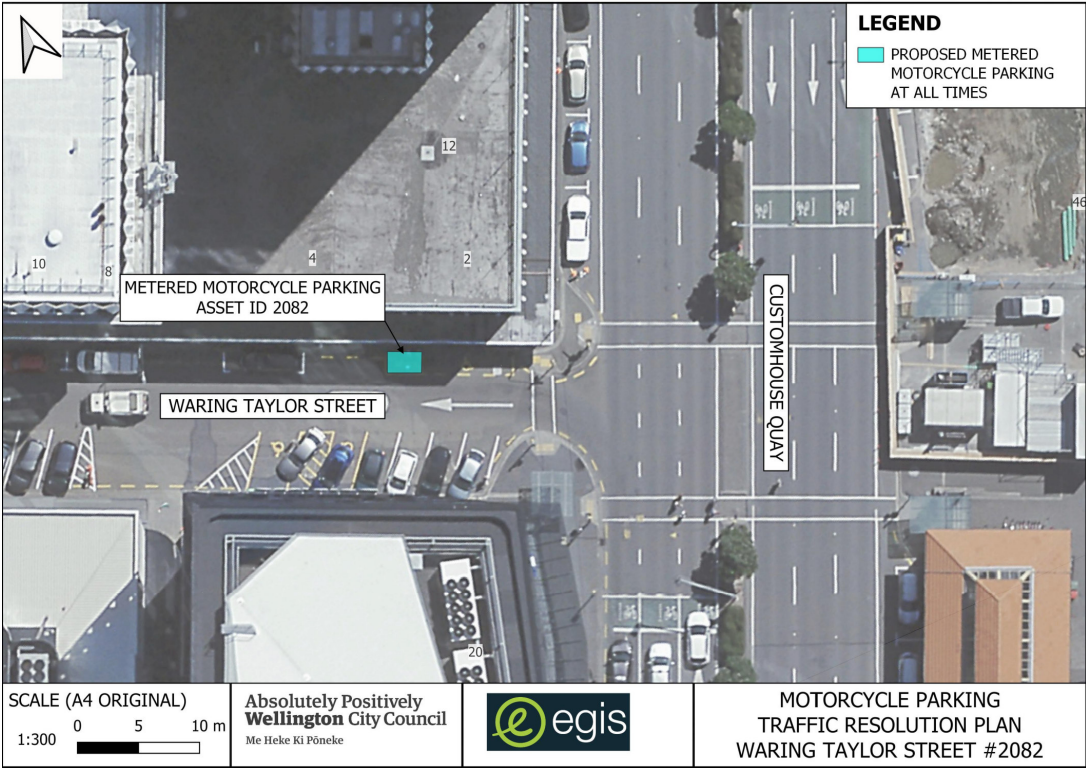 LEGEND
PROPOSED METERED
MOTORCYCLE PARKING
AT ALL TIMES
12
46
10
8
4
2
METERED MOTORCYCLE PARKING
ASSET ID 2082
CUSTOMHOUSE QUAY
WARING TAYLOR STREET
20
SCALE (A4 ORIGINAL)
1:300
0 5 10 m
Absolutely Positively
Wellington City Council
Me Heke Ki Pōneke
egis
MOTORCYCLE PARKING
TRAFFIC RESOLUTION PLAN
WARING TAYLOR STREET #2082